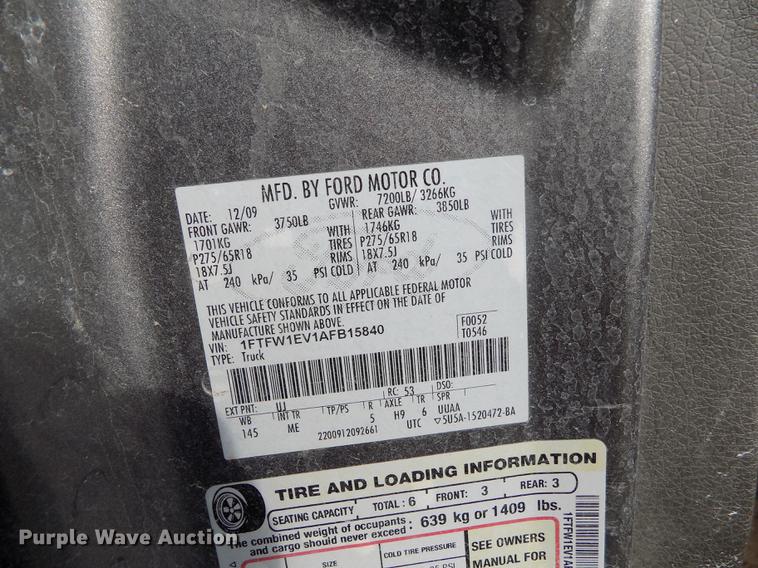 MFD. BY FORD MOTOR CO.
DATE: 12/09 GVWR: 7200LB/ 3266KG
FRONT GAWR: 3750LB REAR GAWR: 3850LB
1701KG WITH 1746KG WITH
P275/65R18 TIRES P275/65R18 TIRES
18X7.5J RIMS 18X7.5J RIMS
AT 240 kPa/ 35 PSI COLD AT 240 kPa/ 35 PSI COLD
THIS VEHICLE CONFORMS TO ALL APPLICABLE FEDERAL MOTOR
VEHICLE SAFETY STANDARDS IN EFFECT ON THE DATE OF
MANUFACTURE SHOWN ABOVE.
VIN: 1FTFW1EV1AFB15840 F0052
TYPE: Truck T0546
EXT PNT: UJ RC: 53 DSO:
WB INT TR TP/PS R AXLE TR SPR
145 ME 5 H9 6 UUAA
2200912092661 UTC 5U5A-1520472-BA
TIRE AND LOADING INFORMATION
SEATING CAPACITY TOTAL: 6 FRONT: 3 REAR: 3
The combined weight of occupants
and cargo should never exceed: 639 kg or 1409 lbs.
SIZE COLD TIRE PRESSURE SEE OWNERS
MANUAL FOR
PSI
Purple Wave Auction